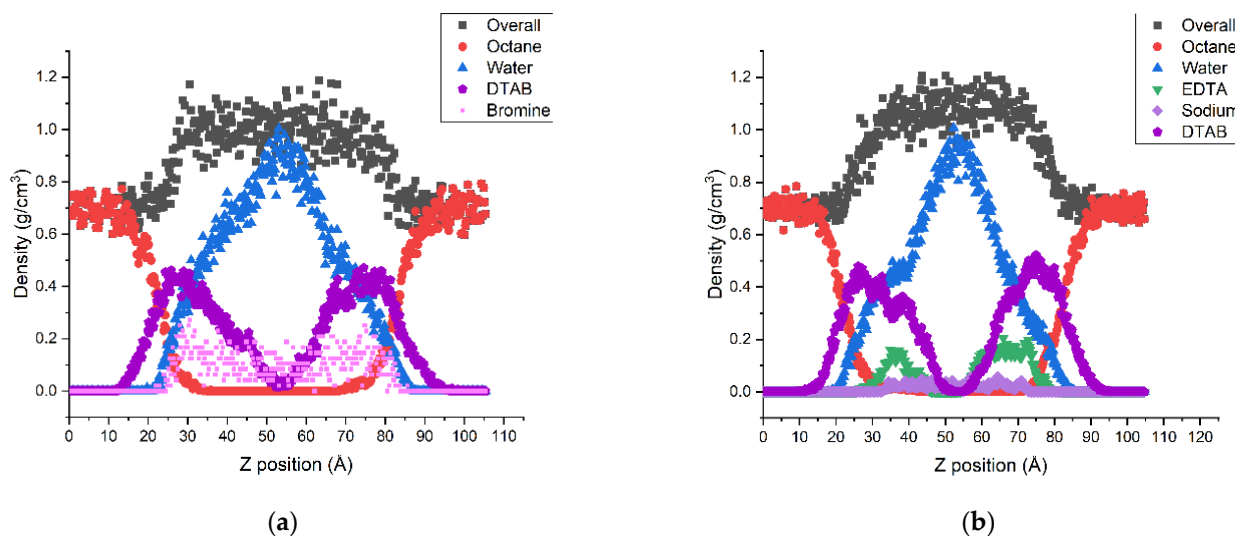 Overall
Octane
Water
DTAB
Bromine
1.2
1.0
0.8
0.6
0.4
0.2
0.0
Density (g/cm³)
0 10 20 30 40 50 60 70 80 90 100 110
Z position (Å)
(a)
Overall
Octane
Water
EDTA
Sodium
DTAB
1.2
1.0
0.8
0.6
0.4
0.2
0.0
Density (g/cm³)
0 10 20 30 40 50 60 70 80 90 100 110 120
Z position (Å)
(b)